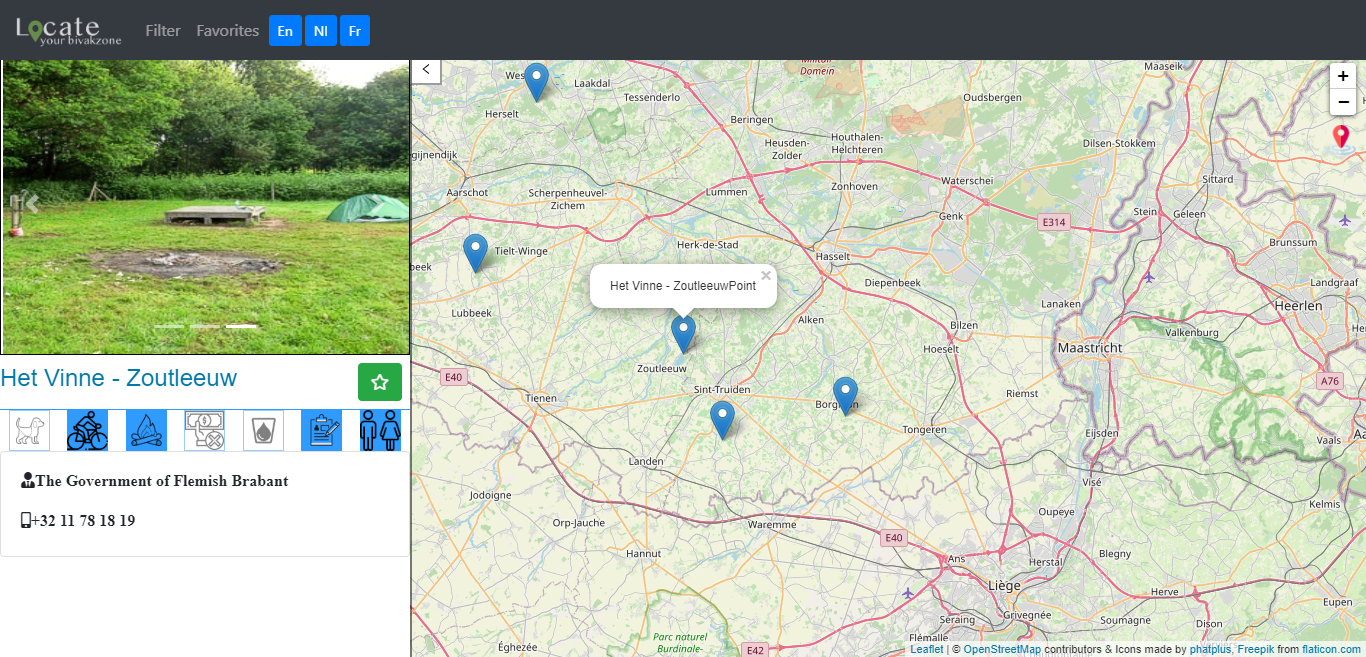 Locate
your bivakzone
Filter
Favorites
En
Nl
Fr
Het Vinne - Zoutleeuw
The Government of Flemish Brabant
+32 11 78 18 19
<
+
−
Wes
Laakdal
Tessenderlo
Herselt
Beringen
Domein
Oudsbergen
Maaseik
Heusden-
Zolder
Houthalen-
Helchteren
Dilsen-Stokkem
gijnendijk
Aarschot
Scherpenheuvel-
Zichem
Lummen
Zonhoven
Waterschei
Sittard
Genk
Stein
Geleen
E314
Tielt-Winge
Herk-de-Stad
Hasselt
Brunssum
beek
Het Vinne - ZoutleeuwPoint
×
Diepenbeek
Landgraaf
Lubbeek
Alken
Lanaken
Heerlen
Bilzen
Valkenburg
Hoeselt
Maastricht
Zoutleeuw
E40
Sint-Truiden
A76
Tienen
Riemst
Tongeren
Eijsden
Vaals
Aa
Landen
Visé
Jodoigne
Kelmis
Orp-Jauche
Waremme
Oupeye
E40
Hannut
Ans
Herstal
Blegny
Liège
Herve
Eupen
Grivegnée
Seraing
Soumagne
Flémalle
Dison
Parc naturel
Burdinale-
Éghezée
E42
Leaflet | © OpenStreetMap contributors & Icons made by phatplus, Freepik from flaticon.com